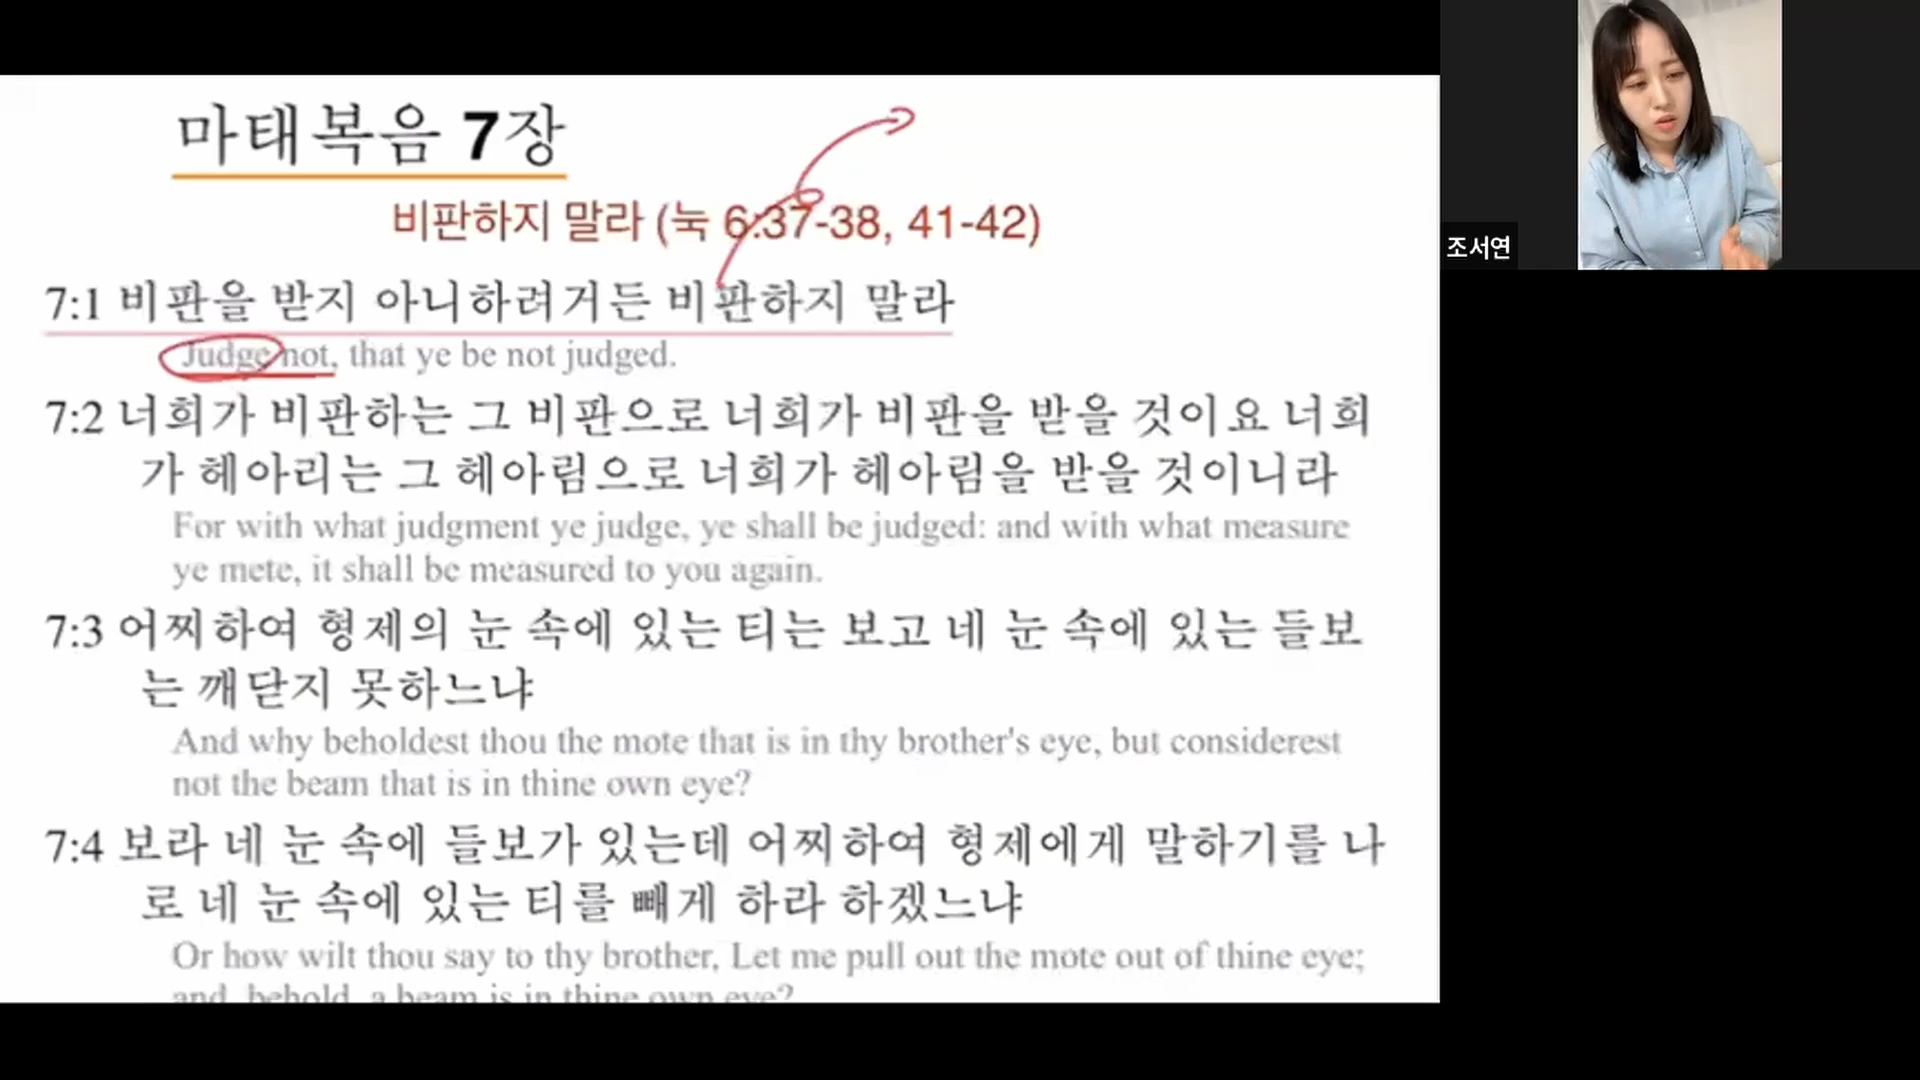 마태복음 7장
비판하지 말라 (눅 6:37-38, 41-42)
7:1 비판을 받지 아니하려거든 비판하지 말라
Judge not, that ye be not judged.
7:2 너희가 비판하는 그 비판으로 너희가 비판을 받을 것이요 너희
가 헤아리는 그 헤아림으로 너희가 헤아림을 받을 것이니라
For with what judgment ye judge, ye shall be judged: and with what measure
ye mete, it shall be measured to you again.
7:3 어찌하여 형제의 눈 속에 있는 티는 보고 네 눈 속에 있는 들보
는 깨닫지 못하느냐
And why beholdest thou the mote that is in thy brother's eye, but considerest
not the beam that is in thine own eye?
7:4 보라 네 눈 속에 들보가 있는데 어찌하여 형제에게 말하기를 나
로 네 눈 속에 있는 티를 빼게 하라 하겠느냐
Or how wilt thou say to thy brother, Let me pull out the mote out of thine eye;
and, behold, a beam is in thine own eye?
조서연